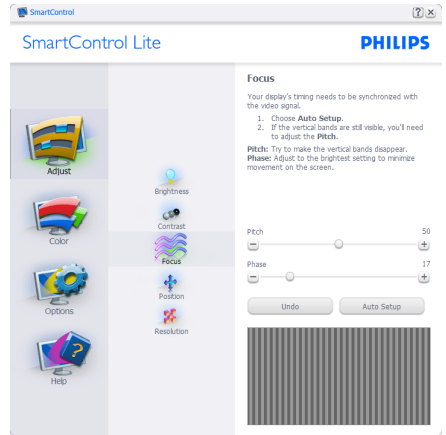 SmartControl
SmartControl Lite
PHILIPS
Adjust
Color
Options
Help
Brightness
Contrast
Focus
Position
Resolution
Focus
Your display's timing needs to be synchronized with
the video signal.
1. Choose Auto Setup.
2. If the vertical bands are still visible, you'll need
to adjust the Pitch.
Pitch: Try to make the vertical bands disappear.
Phase: Adjust to the brightest setting to minimize
movement on the screen.
Pitch 50
Phase 17
Undo Auto Setup